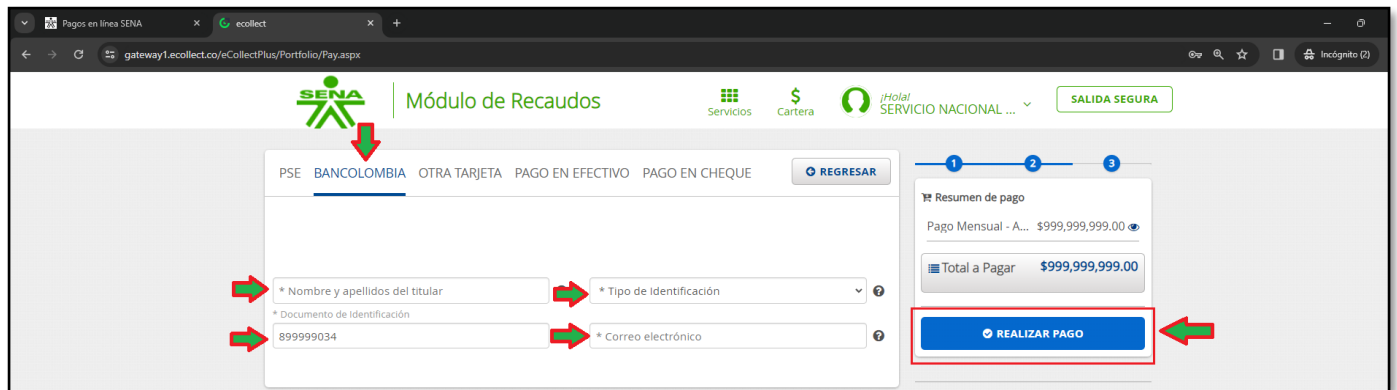 Pagos en línea SENA
ecollect
gateway1.ecollect.co/eCollectPlus/Portfolio/Pay.aspx
Incógnito (2)
SENA
Módulo de Recaudos
Servicios
$
Cartera
¡Hola!
SERVICIO NACIONAL ...
SALIDA SEGURA
PSE BANCOLOMBIA OTRA TARJETA PAGO EN EFECTIVO PAGO EN CHEQUE
REGRESAR
* Nombre y apellidos del titular
* Tipo de Identificación
* Documento de Identificación
899999034
* Correo electrónico
1 2 3
Resumen de pago
Pago Mensual - A... $999,999,999.00
Total a Pagar $999,999,999.00
REALIZAR PAGO